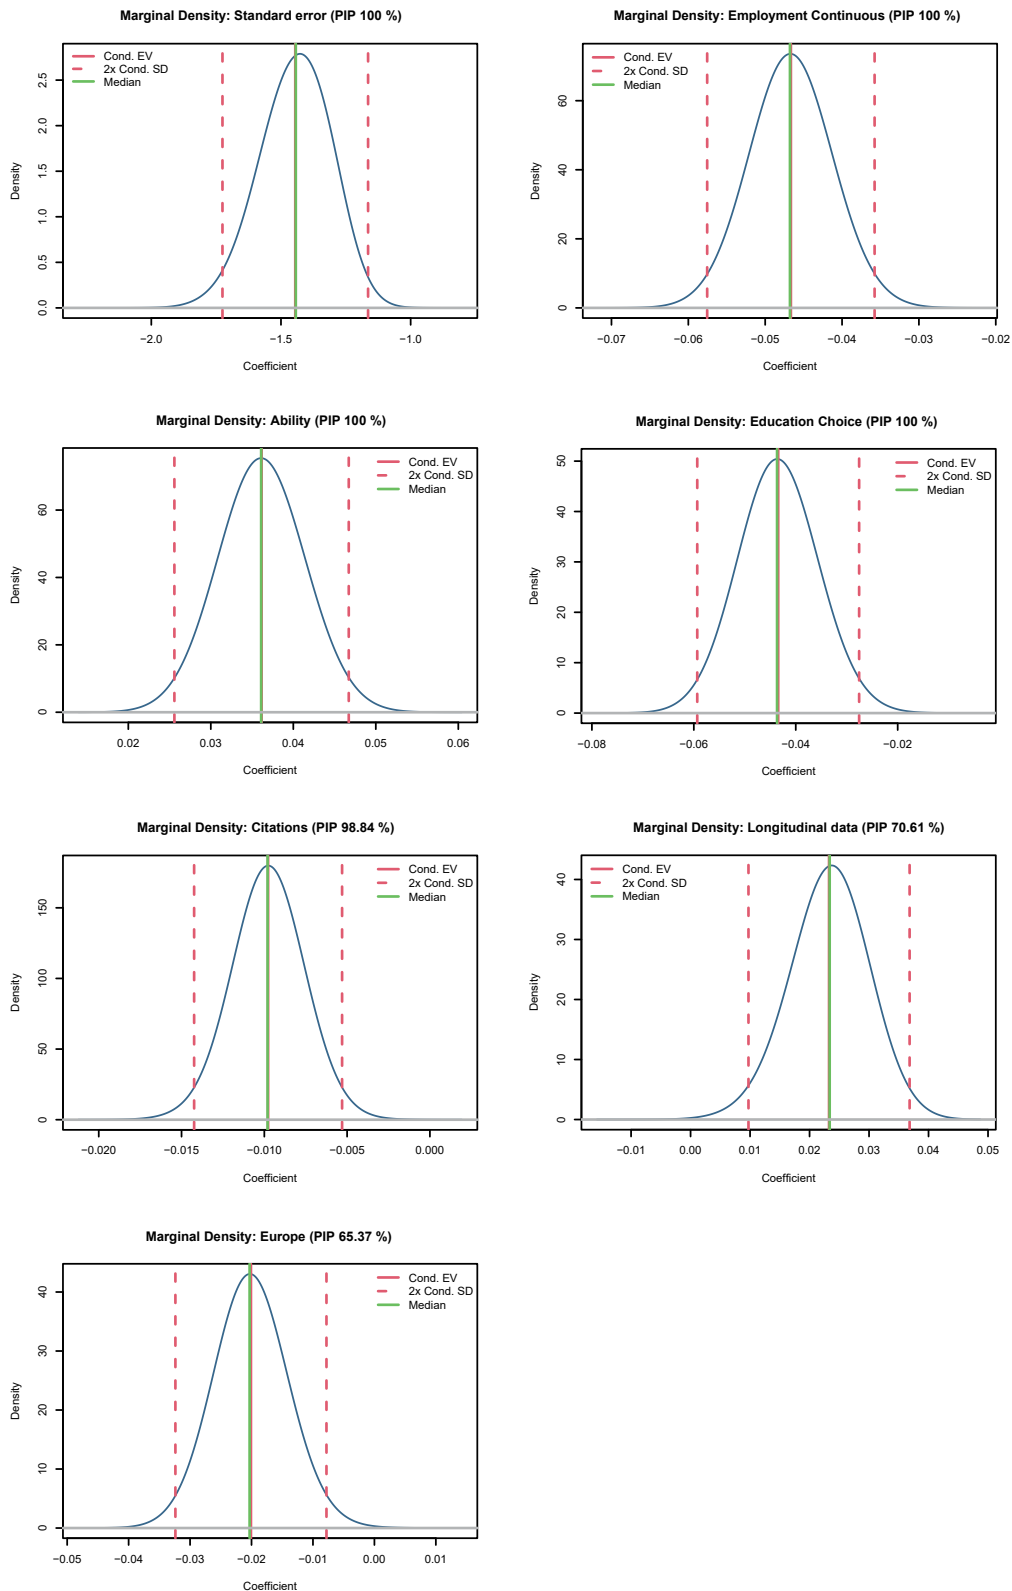 Marginal Density: Standard error (PIP 100 %)
Cond. EV
2x Cond. SD
Median
Density
0.0 0.5 1.0 1.5 2.0 2.5
−2.0 −1.5 −1.0
Coefficient
Marginal Density: Employment Continuous (PIP 100 %)
Cond. EV
2x Cond. SD
Median
Density
0 20 40 60
−0.07 −0.06 −0.05 −0.04 −0.03 −0.02
Coefficient
Marginal Density: Ability (PIP 100 %)
Cond. EV
2x Cond. SD
Median
Density
0 20 40 60
0.02 0.03 0.04 0.05 0.06
Coefficient
Marginal Density: Education Choice (PIP 100 %)
Cond. EV
2x Cond. SD
Median
Density
0 10 20 30 40 50
−0.08 −0.06 −0.04 −0.02
Coefficient
Marginal Density: Citations (PIP 98.84 %)
Cond. EV
2x Cond. SD
Median
Density
0 50 100 150
−0.020 −0.015 −0.010 −0.005 0.000
Coefficient
Marginal Density: Longitudinal data (PIP 70.61 %)
Cond. EV
2x Cond. SD
Median
Density
0 10 20 30 40
−0.01 0.00 0.01 0.02 0.03 0.04 0.05
Coefficient
Marginal Density: Europe (PIP 65.37 %)
Cond. EV
2x Cond. SD
Median
Density
0 10 20 30 40
−0.05 −0.04 −0.03 −0.02 −0.01 0.00 0.01
Coefficient